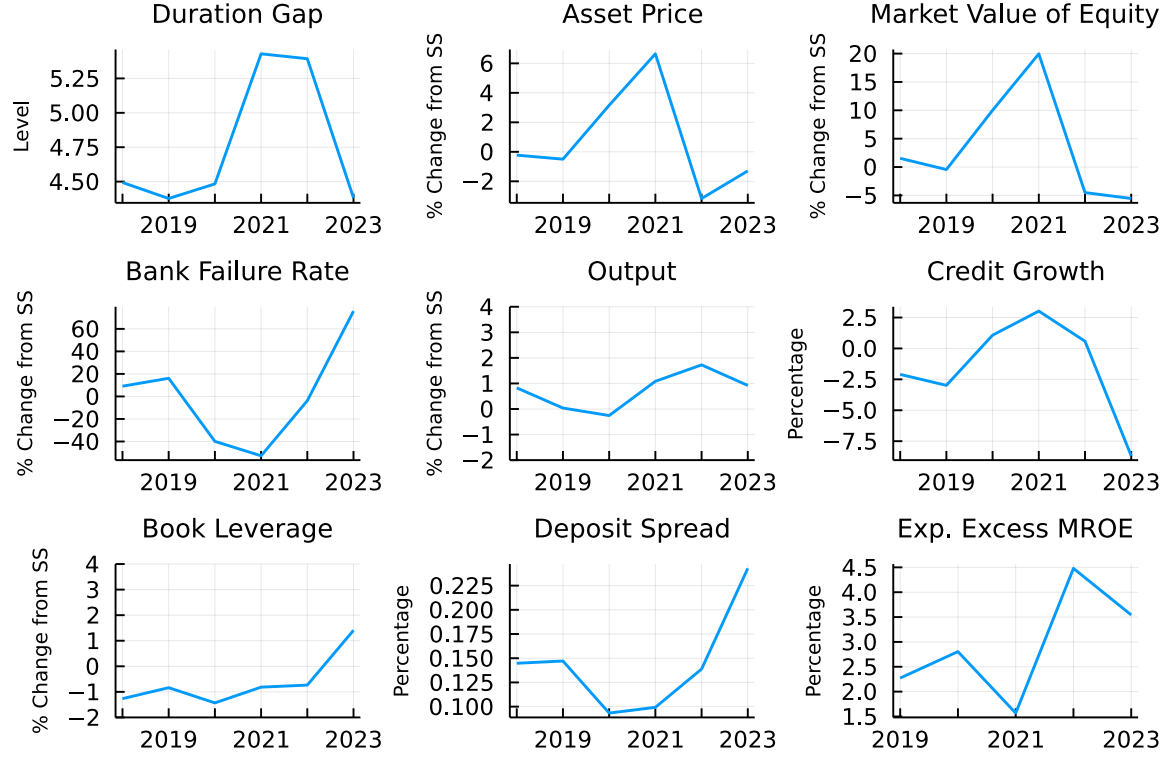 Duration Gap
Level
5.25
5.00
4.75
4.50
2019 2021 2023
Asset Price
% Change from SS
6
4
2
0
−2
2019 2021 2023
Market Value of Equity
% Change from SS
20
15
10
5
0
−5
2019 2021 2023
Bank Failure Rate
% Change from SS
60
40
20
0
−20
−40
2019 2021 2023
Output
% Change from SS
4
3
2
1
0
−1
−2
2019 2021 2023
Credit Growth
Percentage
2.5
0.0
−2.5
−5.0
−7.5
2019 2021 2023
Book Leverage
% Change from SS
4
3
2
1
0
−1
−2
2019 2021 2023
Deposit Spread
Percentage
0.225
0.200
0.175
0.150
0.125
0.100
2019 2021 2023
Exp. Excess MROE
Percentage
4.5
4.0
3.5
3.0
2.5
2.0
1.5
2019 2021 2023